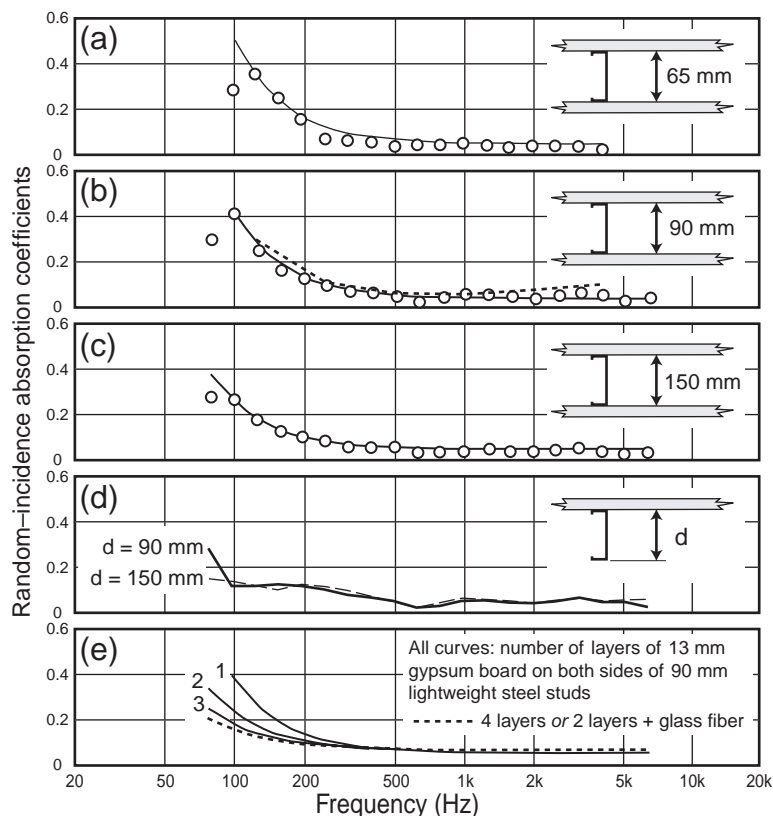 Random–incidence absorption coefficients
0.6
(a)
0.4
65 mm
0.2
0
0.6
(b)
0.4
90 mm
0.2
0
0.6
(c)
0.4
150 mm
0.2
0
0.6
(d)
0.4
d
d = 90 mm
0.2
d = 150 mm
0
0.6
(e)
All curves: number of layers of 13 mm
gypsum board on both sides of 90 mm
lightweight steel studs
4 layers or 2 layers + glass fiber
0.4
1
2
3
0.2
0
20 50 100 200 500 1k 2k 5k 10k 20k
Frequency (Hz)